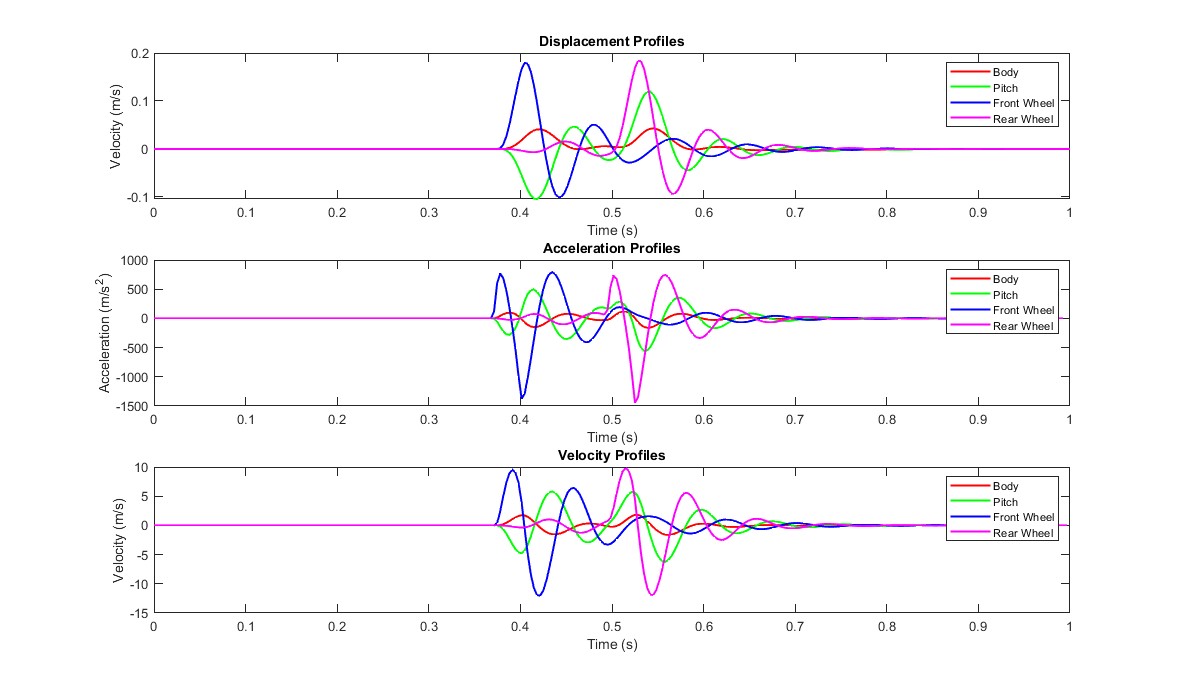 Displacement Profiles
Velocity (m/s)
0.2
0.1
0
-0.1
0 0.1 0.2 0.3 0.4 0.5 0.6 0.7 0.8 0.9 1
Time (s)
Body
Pitch
Front Wheel
Rear Wheel
Acceleration Profiles
Acceleration (m/s²)
1000
500
0
-500
-1000
-1500
0 0.1 0.2 0.3 0.4 0.5 0.6 0.7 0.8 0.9 1
Time (s)
Body
Pitch
Front Wheel
Rear Wheel
Velocity Profiles
Velocity (m/s)
10
5
0
-5
-10
-15
0 0.1 0.2 0.3 0.4 0.5 0.6 0.7 0.8 0.9 1
Time (s)
Body
Pitch
Front Wheel
Rear Wheel